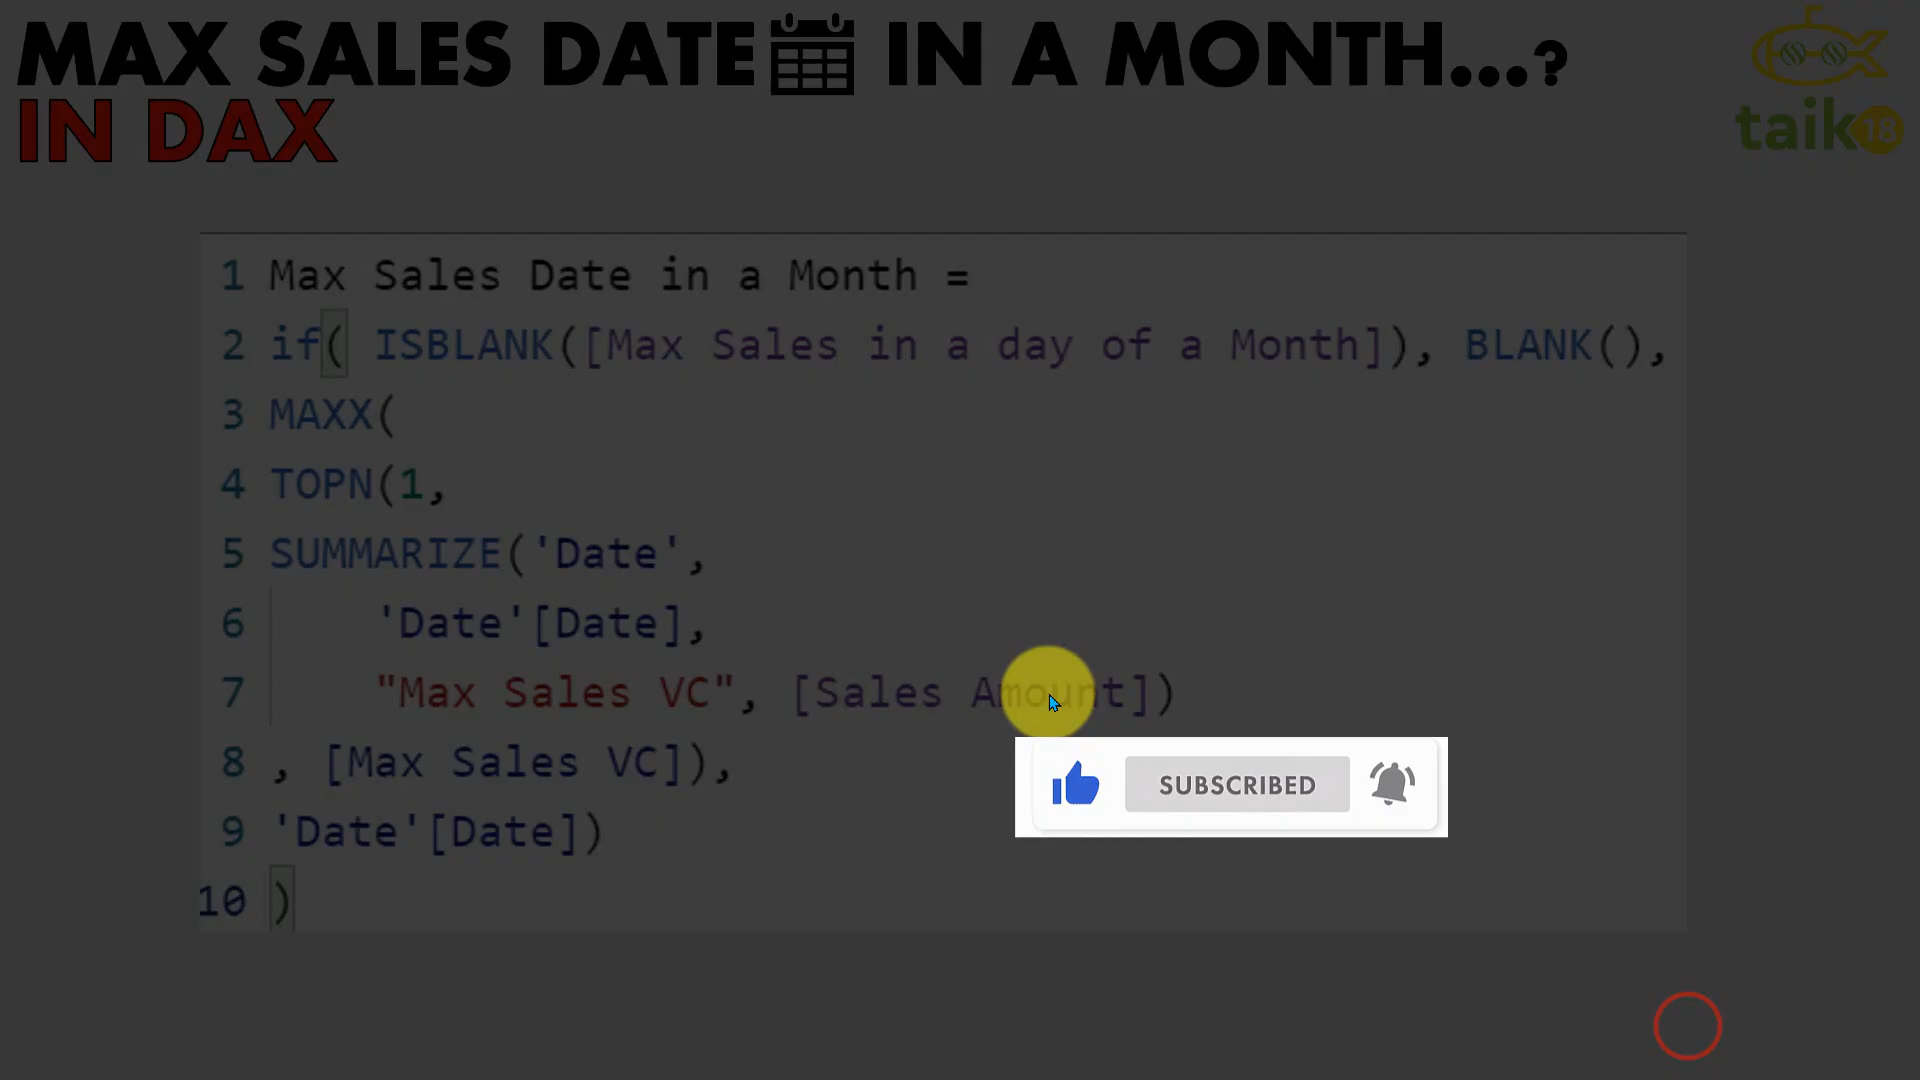 MAX SALES DATE IN A MONTH...?
IN DAX
taik18
1 Max Sales Date in a Month =
2 if( ISBLANK([Max Sales in a day of a Month]), BLANK(),
3 MAXX(
4 TOPN(1,
5 SUMMARIZE('Date',
6 'Date'[Date],
7 "Max Sales VC", [Sales Amount])
8 , [Max Sales VC]),
9 'Date'[Date])
10 )
SUBSCRIBED